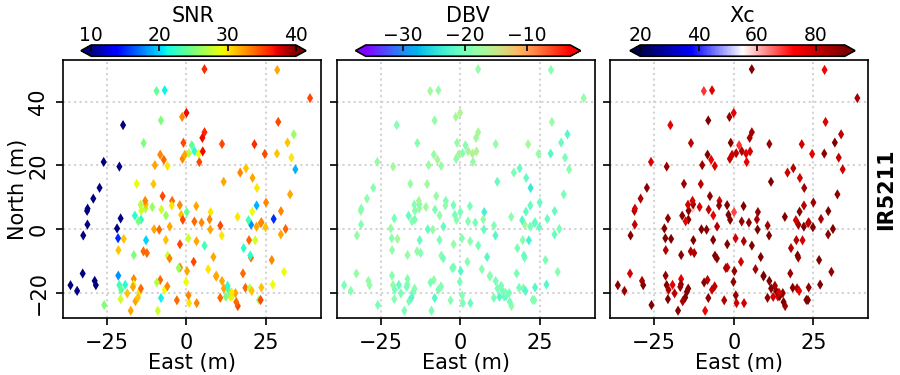 SNR DBV Xc
10 20 30 40 −30 −20 −10 20 40 60 80
North (m)
40
20
0
−20
IR5211
−25 0 25 −25 0 25 −25 0 25
East (m) East (m) East (m)